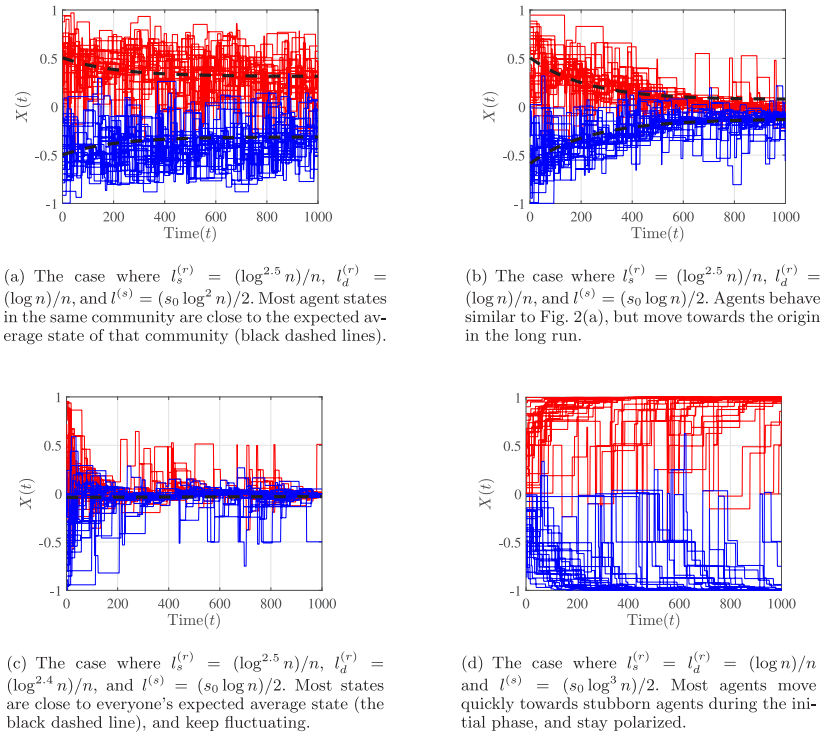 1
0.5
0
-0.5
-1
X(t)
0 200 400 600 800 1000
Time(t)
(a) The case where l_s^{(r)} = (log^{2.5} n)/n, l_d^{(r)} =
(log n)/n, and l^{(s)} = (s_0 log^2 n)/2. Most agent states
in the same community are close to the expected av-
erage state of that community (black dashed lines).
1
0.5
0
-0.5
-1
X(t)
0 200 400 600 800 1000
Time(t)
(b) The case where l_s^{(r)} = (log^{2.5} n)/n, l_d^{(r)} =
(log n)/n, and l^{(s)} = (s_0 log n)/2. Agents behave
similar to Fig. 2(a), but move towards the origin
in the long run.
1
0.5
0
-0.5
-1
X(t)
0 200 400 600 800 1000
Time(t)
(c) The case where l_s^{(r)} = (log^{2.5} n)/n, l_d^{(r)} =
(log^{2.4} n)/n, and l^{(s)} = (s_0 log n)/2. Most states
are close to everyone's expected average state (the
black dashed line), and keep fluctuating.
1
0.5
0
-0.5
-1
X(t)
0 200 400 600 800 1000
Time(t)
(d) The case where l_s^{(r)} = l_d^{(r)} = (log n)/n
and l^{(s)} = (s_0 log^3 n)/2. Most agents move
quickly towards stubborn agents during the ini-
tial phase, and stay polarized.